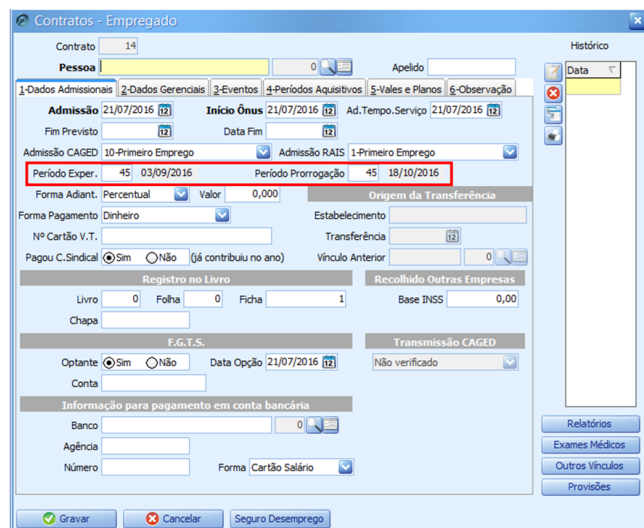 Contratos - Empregado
Contrato 14
Histórico
Pessoa 0 Apelido
Data
1-Dados Admissionais 2-Dados Gerenciais 3-Eventos 4-Períodos Aquisitivos 5-Vales e Planos 6-Observação
Admissão 21/07/2016 12 Início Ônus 21/07/2016 12 Ad.Tempo.Serviço 21/07/2016 12
Fim Previsto 12 Data Fim 12
Admissão CAGED 10-Primeiro Emprego Admissão RAIS 1-Primeiro Emprego
Período Exper. 45 03/09/2016 Período Prorrogação 45 18/10/2016
Forma Adiant. Percentual Valor 0,000 Origem da Transferência
Forma Pagamento Dinheiro Estabelecimento
Nº Cartão V.T. Transferência 12
Pagou C.Sindical Sim Não (já contribuiu no ano) Vínculo Anterior 0
Registro no Livro Recolhido Outras Empresas
Livro 0 Folha 0 Ficha 1 Base INSS 0,00
Chapa
F.G.T.S. Transmissão CAGED
Optante Sim Não Data Opção 21/07/2016 12 Não verificado
Conta
Informação para pagamento em conta bancária
Banco 0
Relatórios
Agência
Exames Médicos
Número Forma Cartão Salário
Outros Vínculos
Provisões
Gravar Cancelar Seguro Desemprego